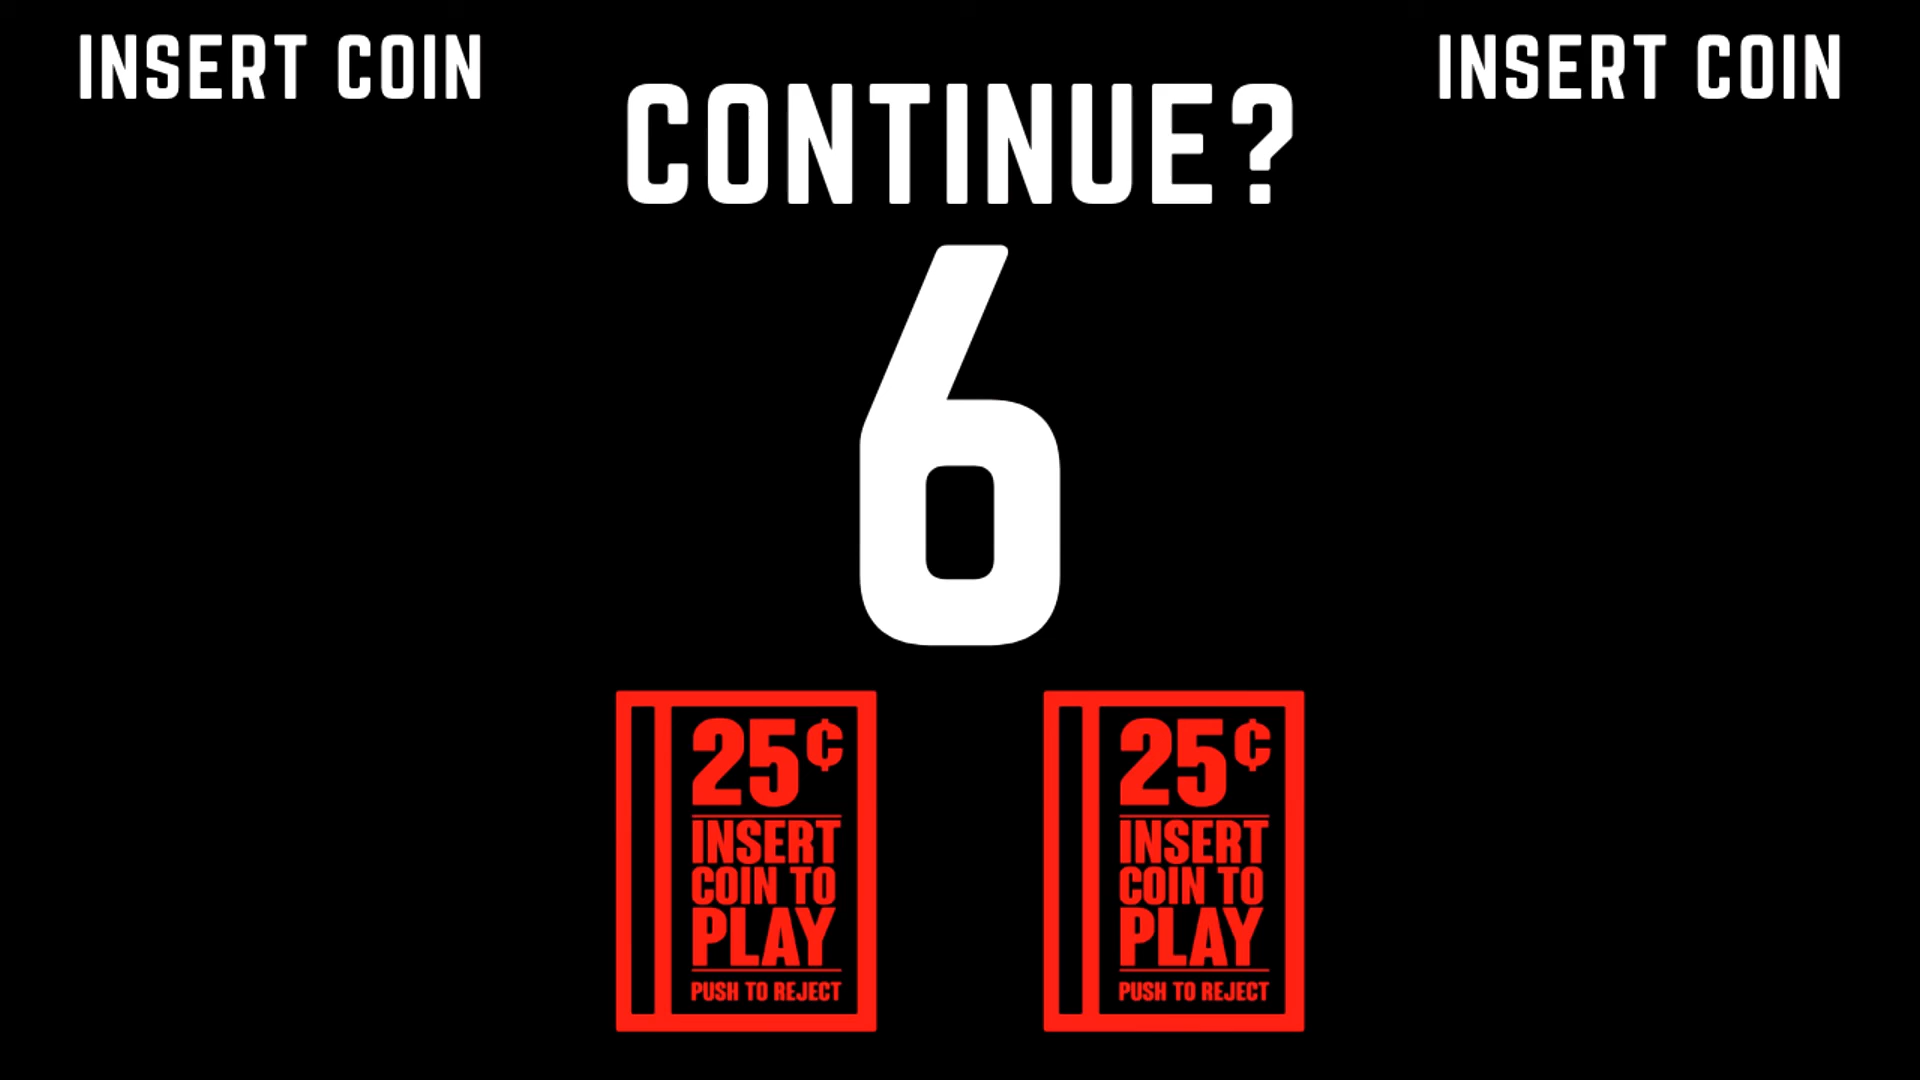 INSERT COIN
INSERT COIN
CONTINUE?
6
25¢
INSERT
COIN TO
PLAY
PUSH TO REJECT
25¢
INSERT
COIN TO
PLAY
PUSH TO REJECT